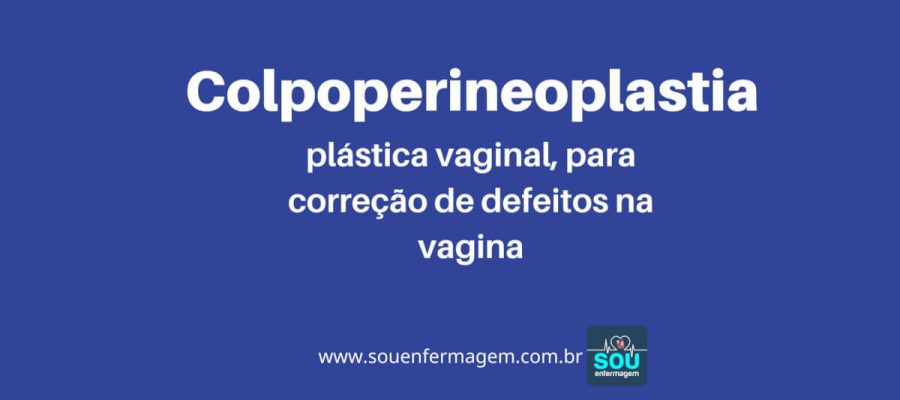 Colpoperineoplastia
plástica vaginal, para
correção de defeitos na
vagina
www.souenfermagem.com.br
SOU
enfermagem